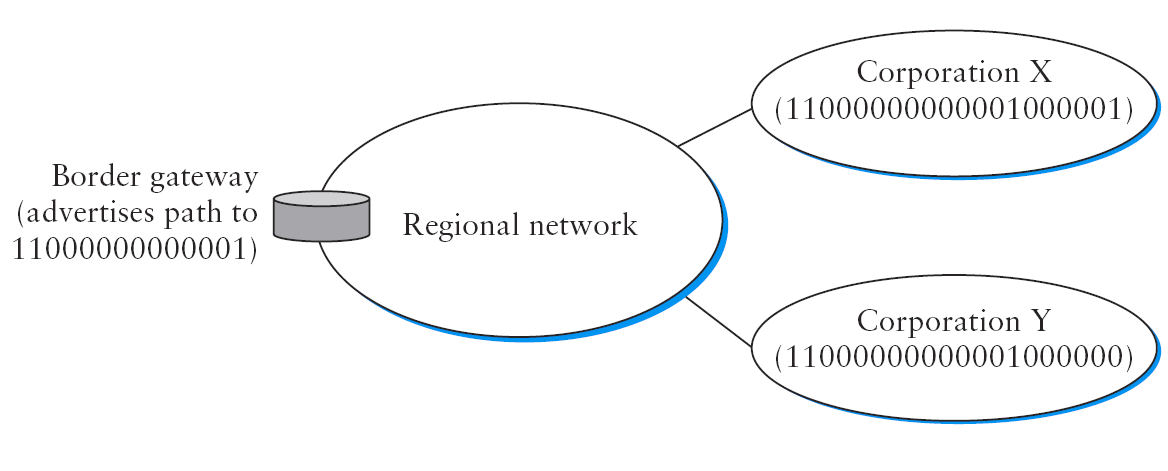 Border gateway
(advertises path to
11000000000001)
Regional network
Corporation X
(11000000000001000001)
Corporation Y
(11000000000001000000)